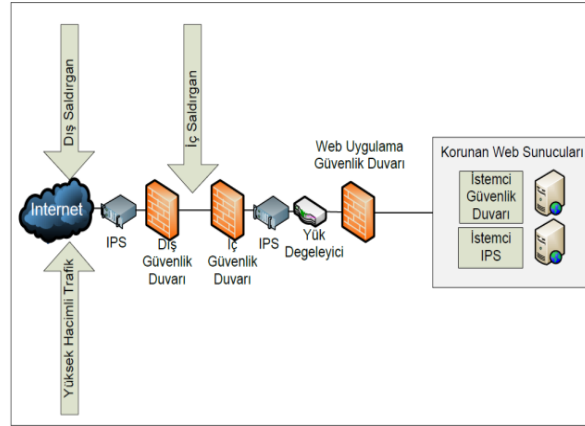 Dış Saldırgan
İç Saldırgan
Web Uygulama
Güvenlik Duvarı
Korunan Web Sunucuları
İstemci
Güvenlik
Duvarı
İstemci
IPS
Internet
IPS
Dış
Güvenlik
Duvarı
İç
Güvenlik
Duvarı
IPS
Yük
Degeleyici
Yüksek Hacimli Trafik